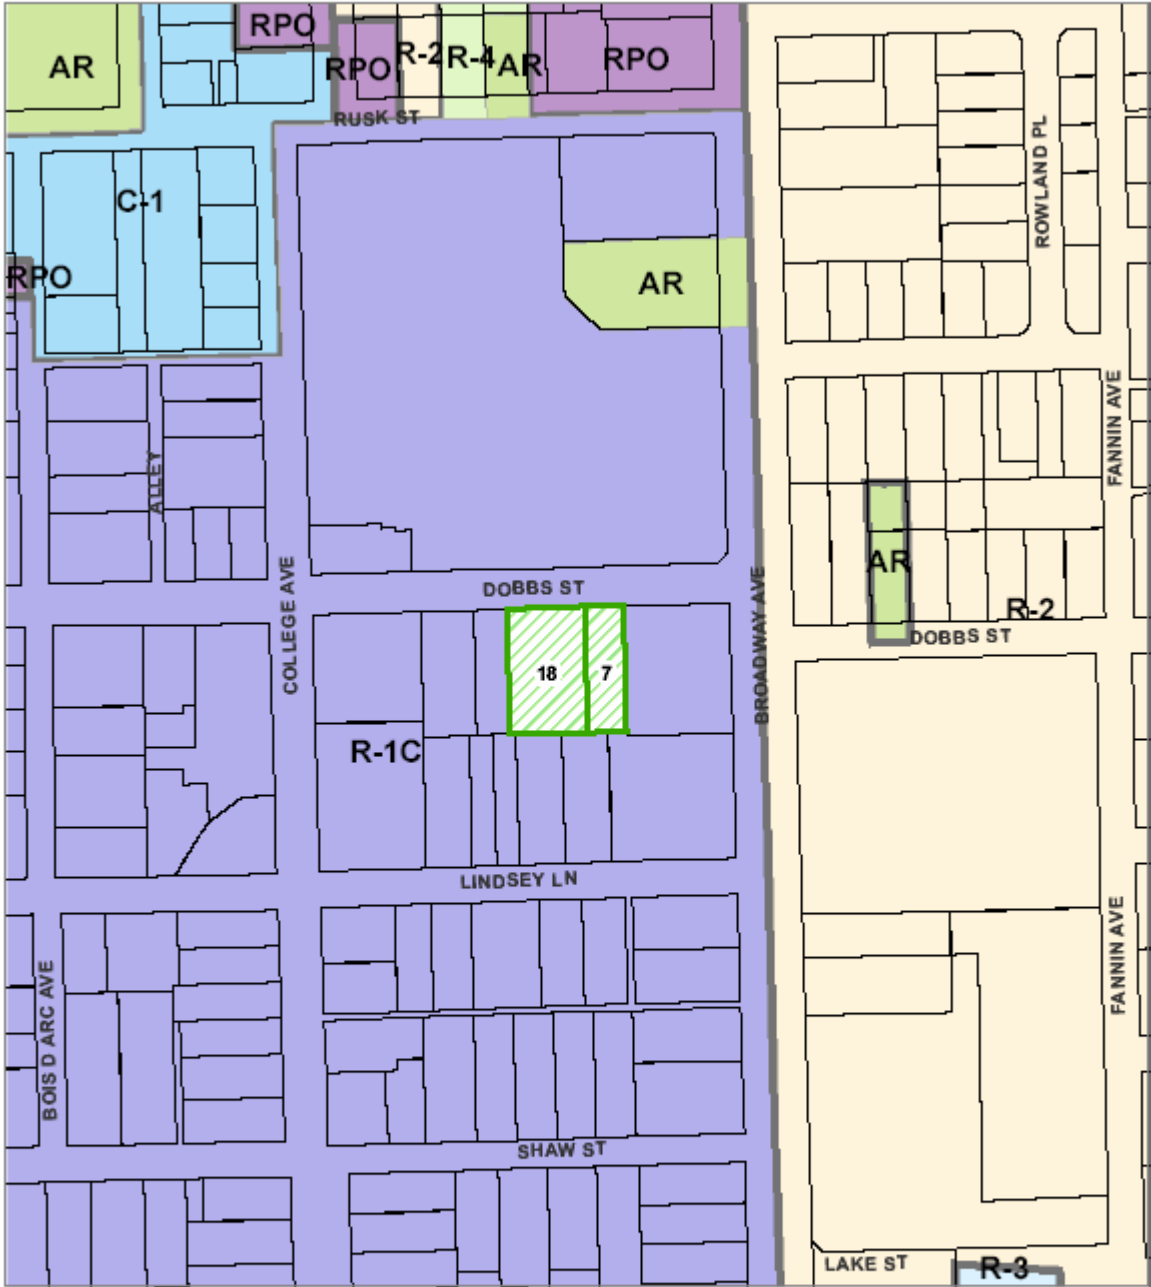 RPO
AR
RPO
R-2
R-4
AR
RPO
RUSK ST
ROWLAND PL
C-1
RPO
AR
FANNIN AVE
ALLEY
COLLEGE AVE
DOBBS ST
BROADWAY AVE
AR
R-2
DOBBS ST
18
7
R-1C
LINDSEY LN
BOIS D ARC AVE
FANNIN AVE
SHAW ST
LAKE ST
R-3